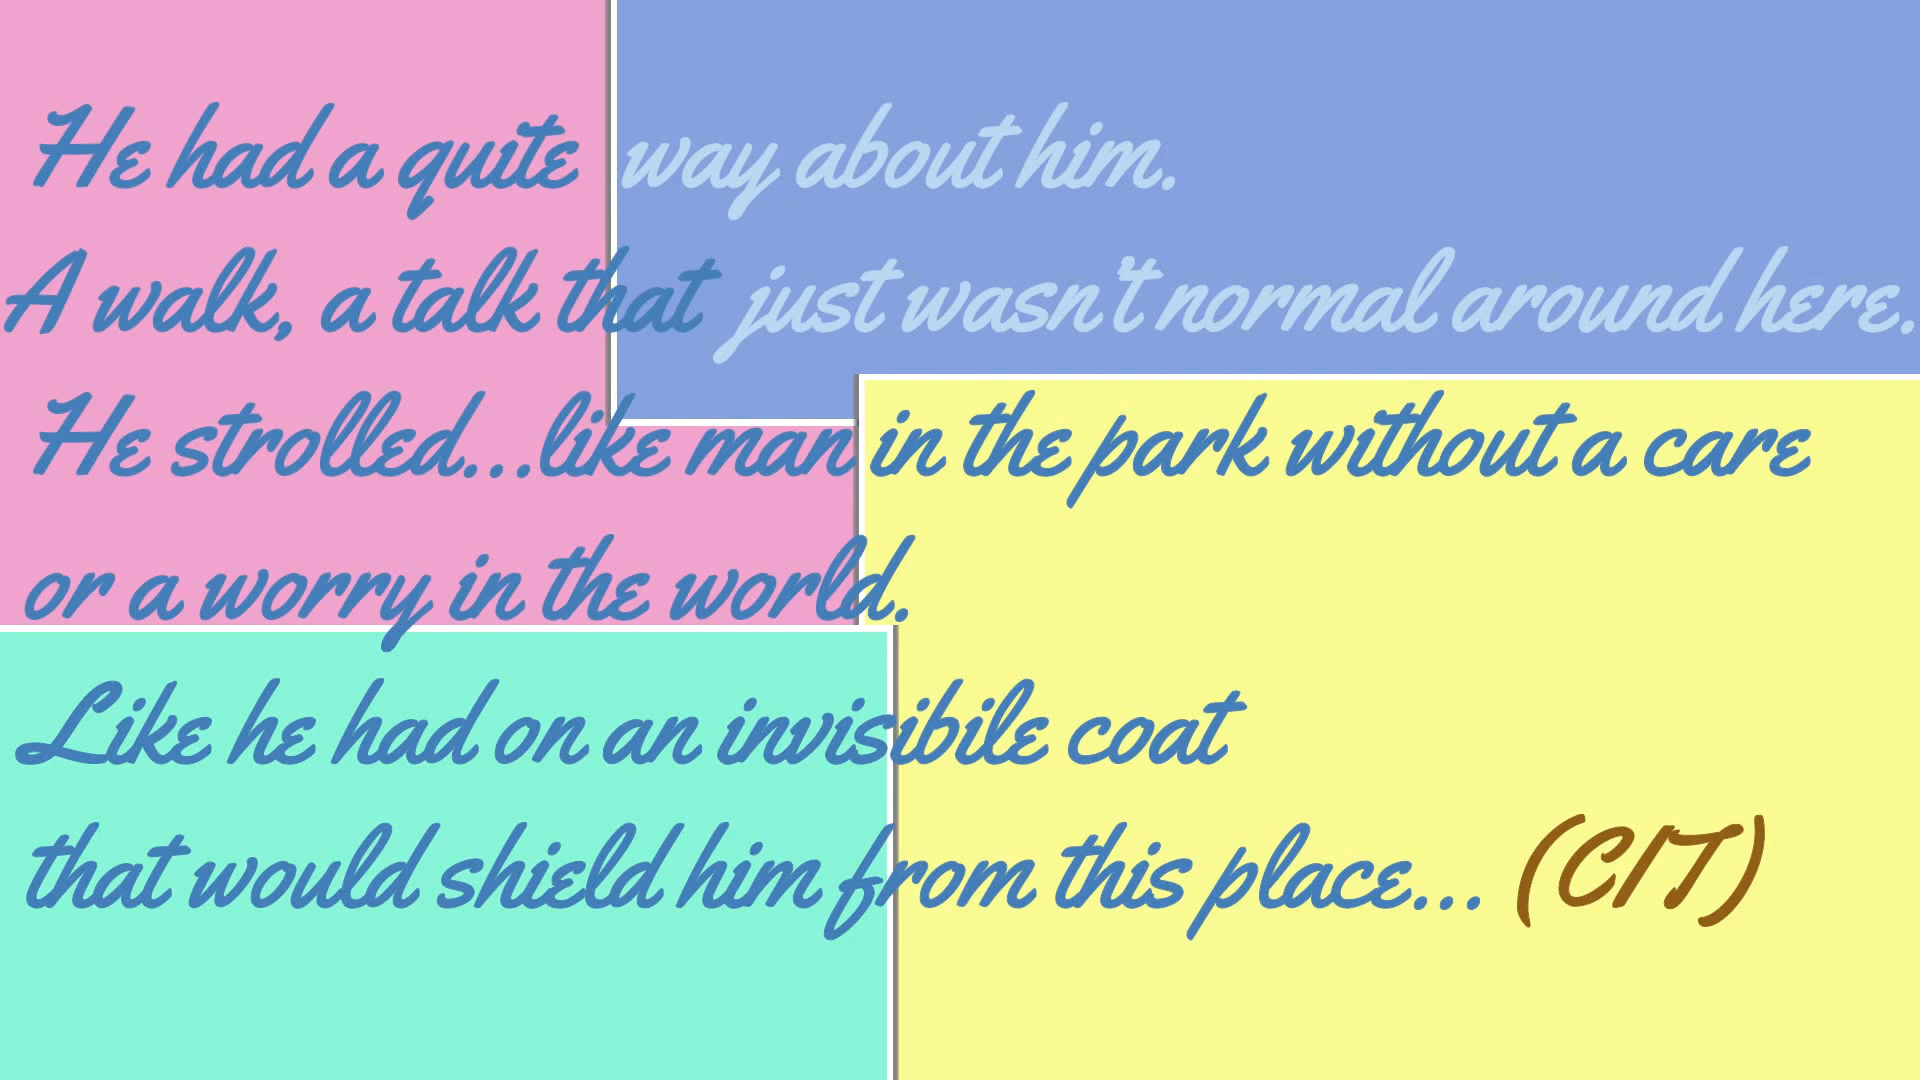 He had a quite way about him.
A walk, a talk that just wasn't normal around here.
He strolled...like man in the park without a care
or a worry in the world.
Like he had on an invisibile coat
that would shield him from this place... (CIT)